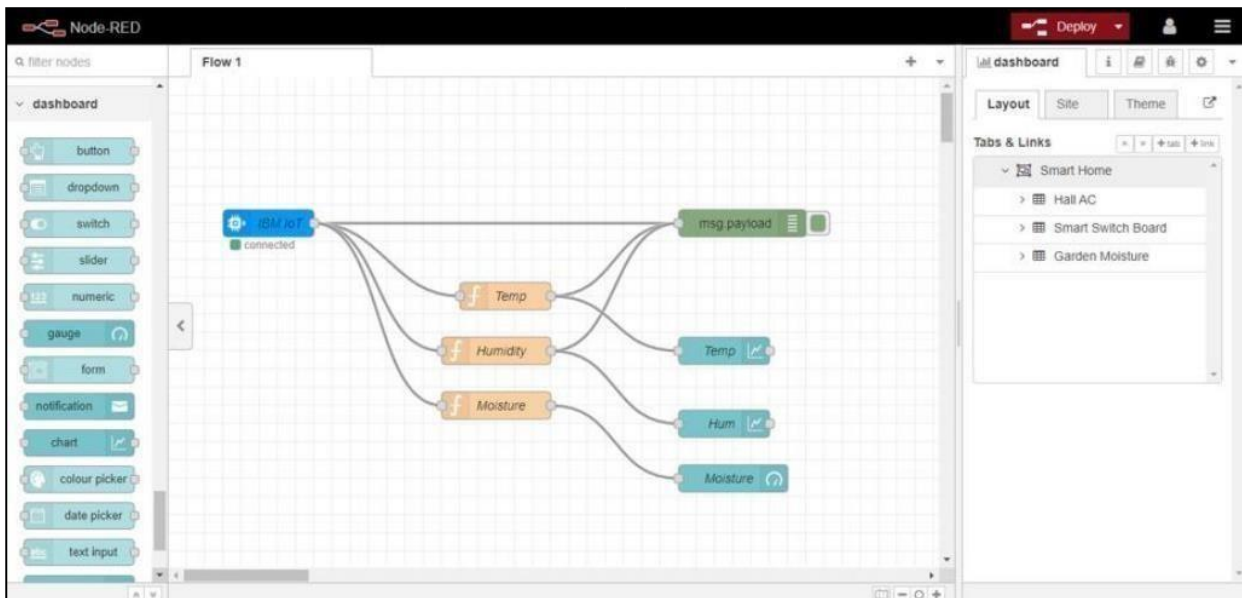 Node-RED
Deploy
filter nodes
Flow 1
dashboard
dashboard
button
dropdown
switch
slider
numeric
gauge
form
notification
chart
colour picker
date picker
text input
IBM IoT
connected
msg.payload
Temp
Humidity
Moisture
Temp
Hum
Moisture
Layout
Site
Theme
Tabs & Links
+ tab
+ link
Smart Home
Hall AC
Smart Switch Board
Garden Moisture